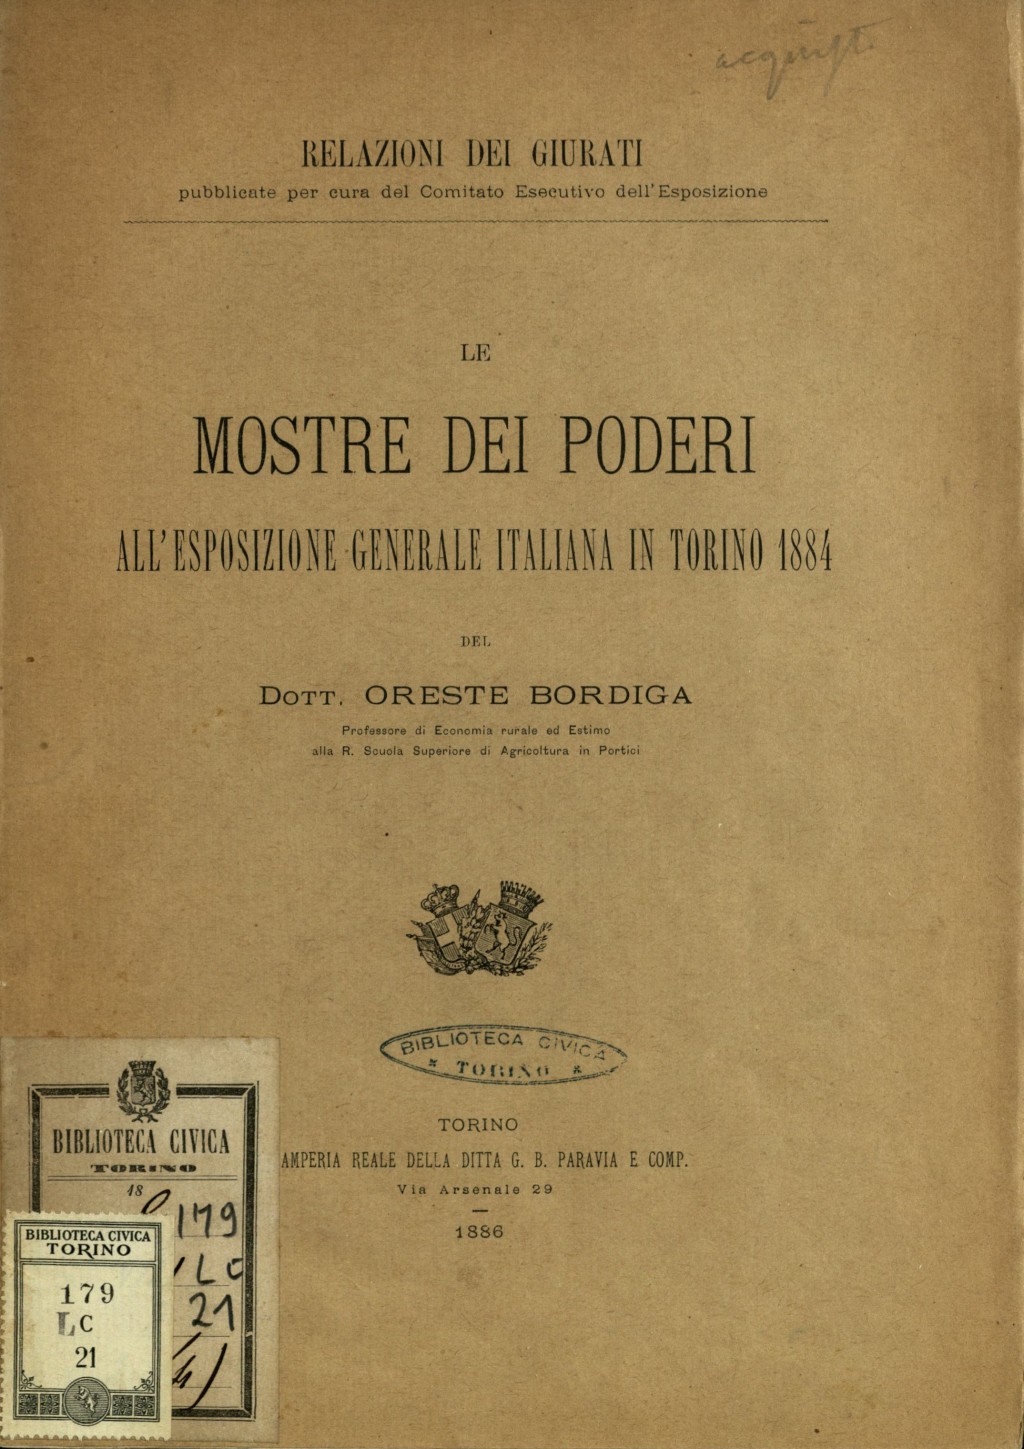 acquist.
RELAZIONI DEI GIURATI
pubblicate per cura del Comitato Esecutivo dell'Esposizione
LE
MOSTRE DEI PODERI
ALL'ESPOSIZIONE GENERALE ITALIANA IN TORINO 1884
DEL
DOTT. ORESTE BORDIGA
Professore di Economia rurale ed Estimo
alla R. Scuola Superiore di Agricoltura in Portici
BIBLIOTECA CIVICA
* TORINO *
TORINO
AMPERIA REALE DELLA DITTA G. B. PARAVIA E COMP.
Via Arsenale 29
1886
BIBLIOTECA CIVICA
TORINO
18
179
LC
21
BIBLIOTECA CIVICA
TORINO
179
LC
21